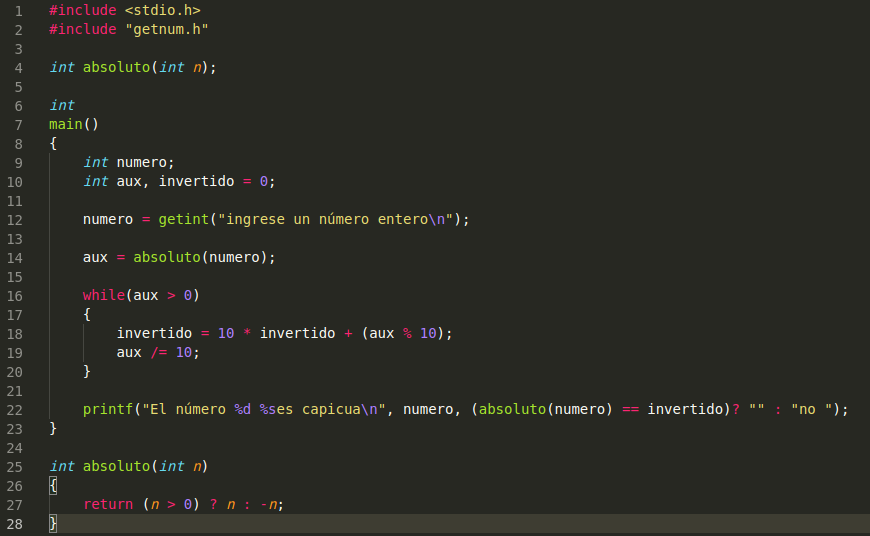 1 #include <stdio.h>
2 #include "getnum.h"
3
4 int absoluto(int n);
5
6 int
7 main()
8 {
9     int numero;
10     int aux, invertido = 0;
11
12     numero = getint("ingrese un número entero\n");
13
14     aux = absoluto(numero);
15
16     while(aux > 0)
17     {
18         invertido = 10 * invertido + (aux % 10);
19         aux /= 10;
20     }
21
22     printf("El número %d %ses capicua\n", numero, (absoluto(numero) == invertido)? "" : "no ");
23 }
24
25 int absoluto(int n)
26 {
27     return (n > 0) ? n : -n;
28 }